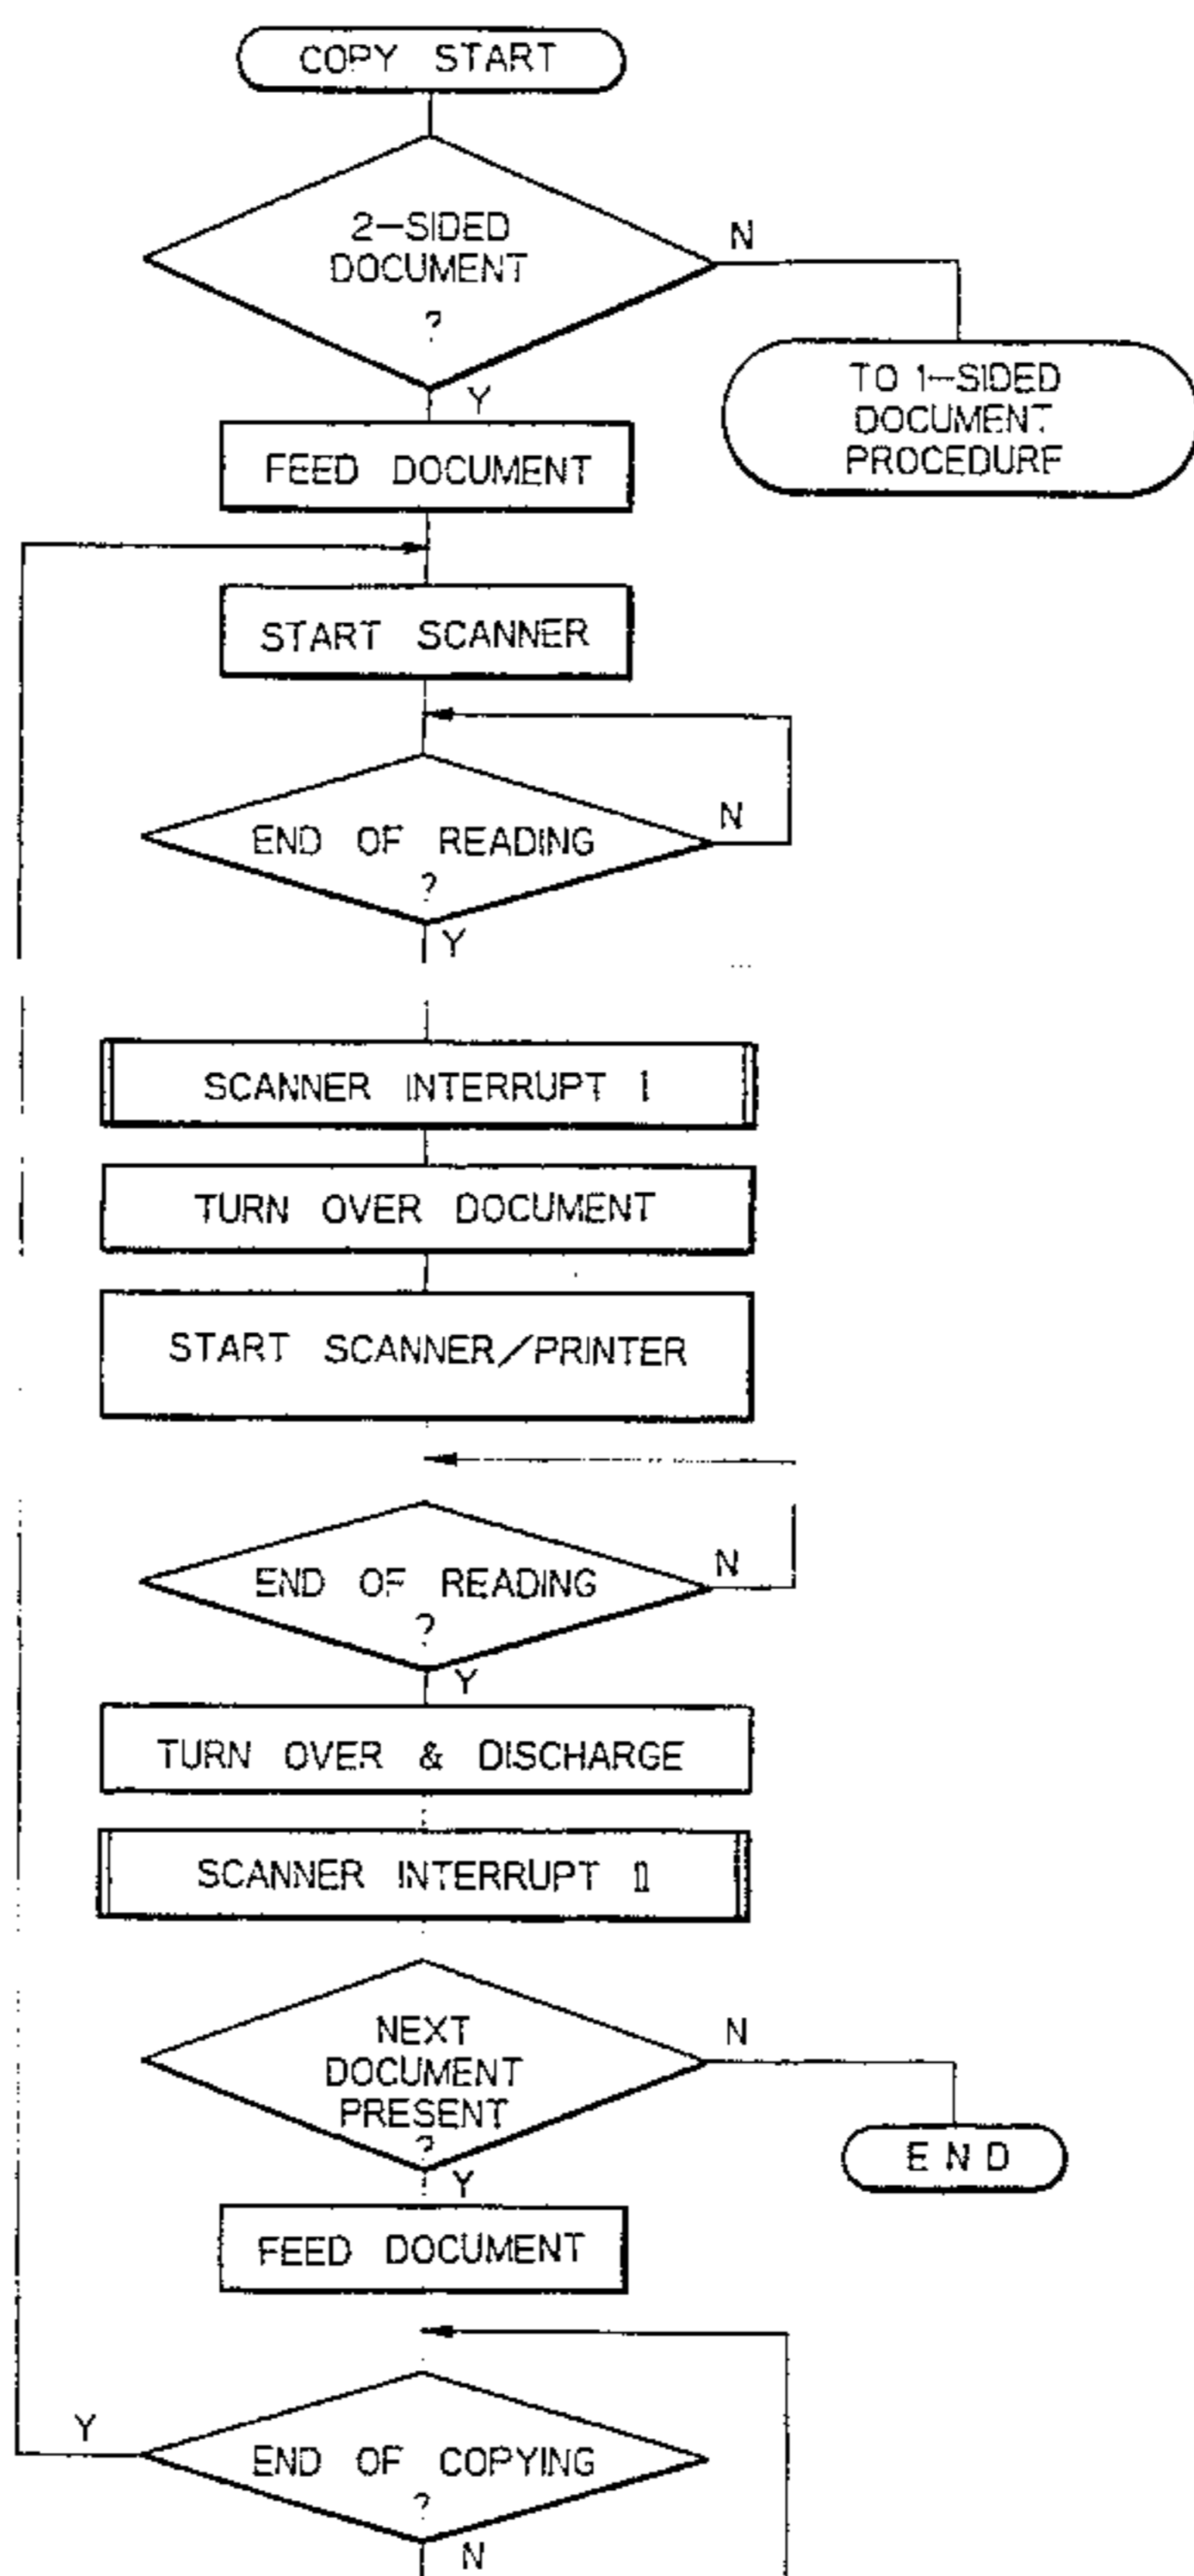 COPY START
2-SIDED
DOCUMENT
?
N
Y
TO 1-SIDED
DOCUMENT
PROCEDURE
FEED DOCUMENT
START SCANNER
END OF READING
?
N
Y
SCANNER INTERRUPT I
TURN OVER DOCUMENT
START SCANNER/PRINTER
END OF READING
?
N
Y
TURN OVER & DISCHARGE
SCANNER INTERRUPT II
NEXT
DOCUMENT
PRESENT
?
N
Y
END
FEED DOCUMENT
Y
END OF COPYING
?
N